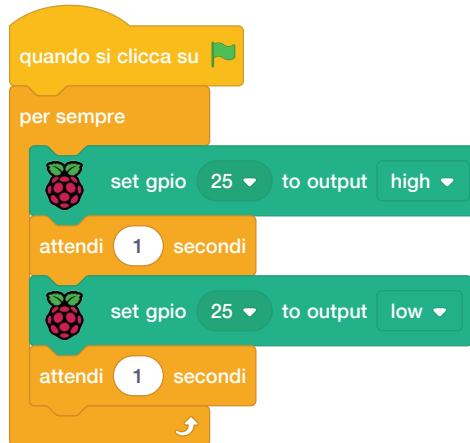 quando si clicca su
per sempre
set gpio 25 to output high
attendi 1 secondi
set gpio 25 to output low
attendi 1 secondi